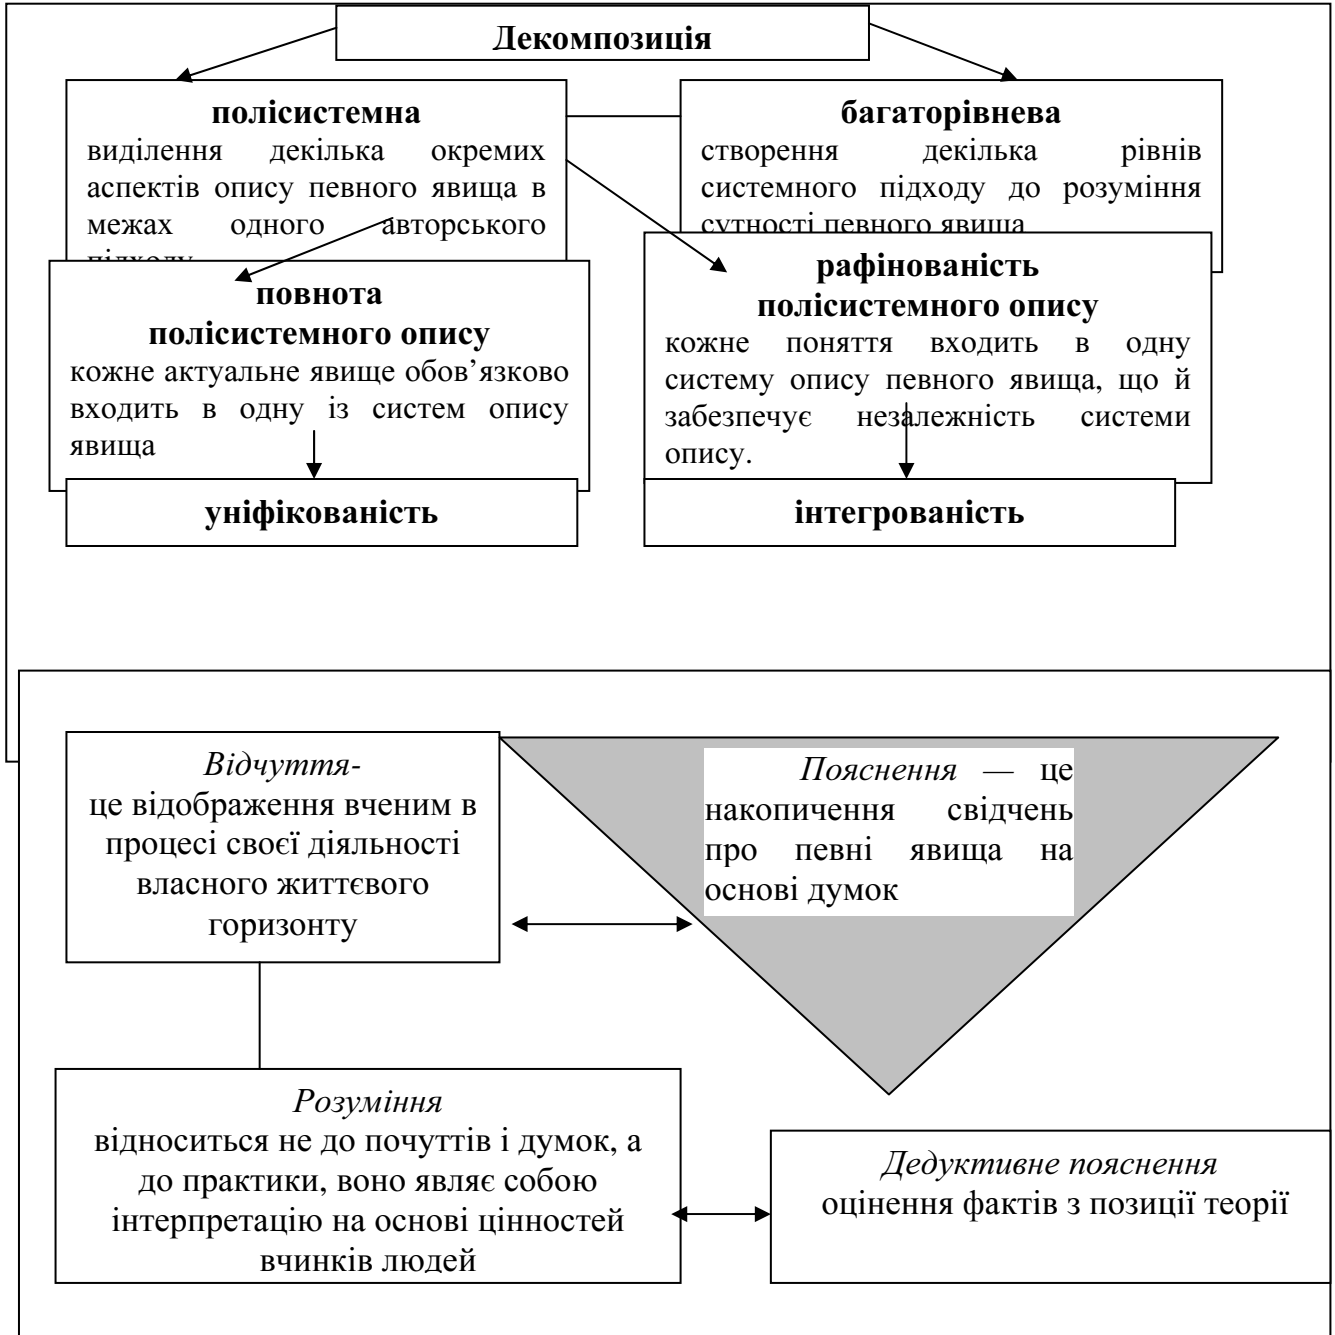 Декомпозиція
полісистемна
виділення декілька окремих
аспектів опису певного явища в
межах одного авторського
підходу
багаторівнева
створення декілька рівнів
системного підходу до розуміння
сутності певного явища
повнота
полісистемного опису
кожне актуальне явище обов’язково
входить в одну із систем опису
явища
рафінованість
полісистемного опису
кожне поняття входить в одну
систему опису певного явища, що й
забезпечує незалежність системи
опису.
уніфікованість
інтегрованість
Відчуття-
це відображення вченим в
процесі своєї діяльності
власного життєвого
горизонту
Пояснення — це
накопичення свідчень
про певні явища на
основі думок
Розуміння
відноситься не до почуттів і думок, а
до практики, воно являє собою
інтерпретацію на основі цінностей
вчинків людей
Дедуктивне пояснення
оцінення фактів з позиції теорії